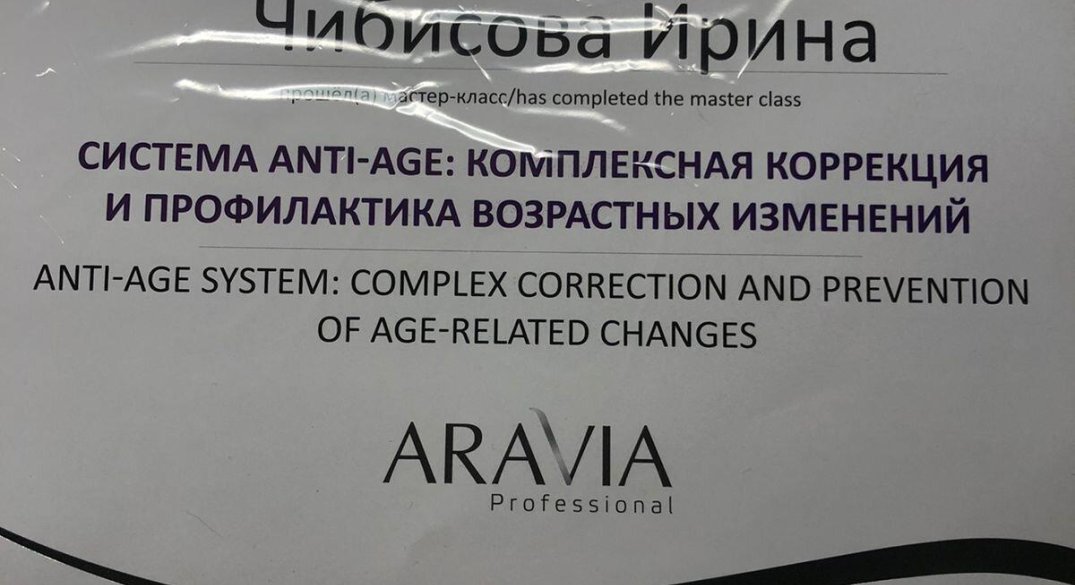 Чибисова Ирина
прошёл(а) мастер-класс/has completed the master class
СИСТЕМА ANTI-AGE: КОМПЛЕКСНАЯ КОРРЕКЦИЯ
И ПРОФИЛАКТИКА ВОЗРАСТНЫХ ИЗМЕНЕНИЙ
ANTI-AGE SYSTEM: COMPLEX CORRECTION AND PREVENTION
OF AGE-RELATED CHANGES
ARAVIA
Professional